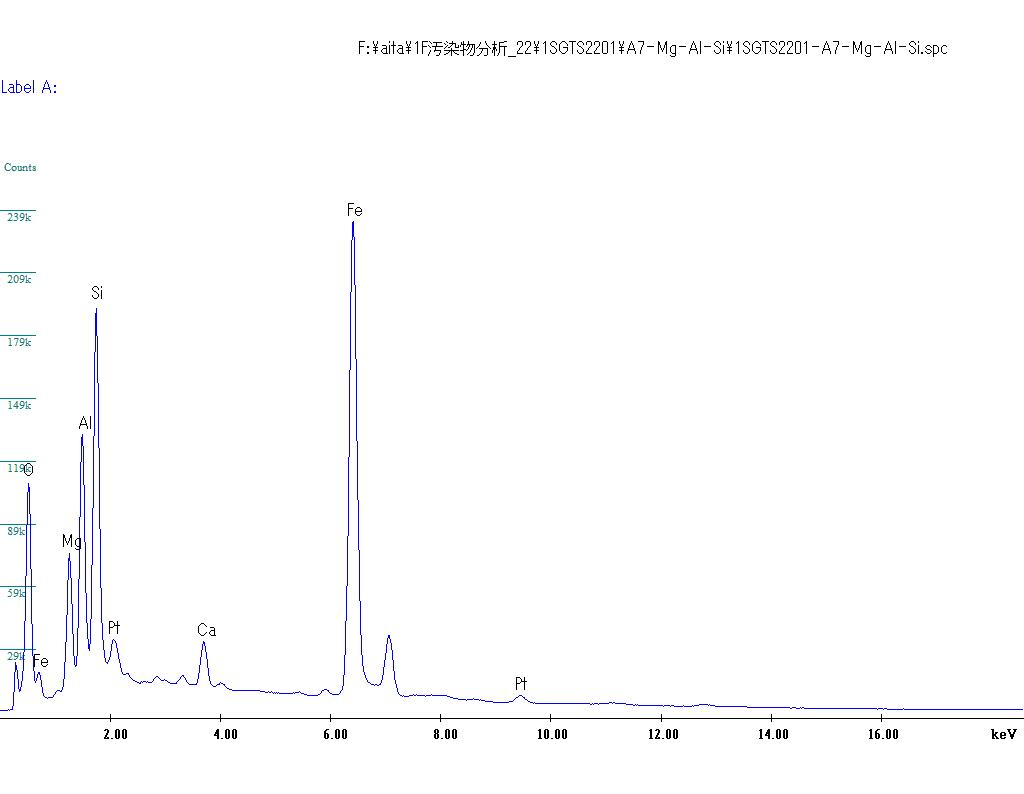 F:\aita\1F汚染物分析_22\1SGTS2201\A7-Mg-Al-Si\1SGTS2201-A7-Mg-Al-Si.spc
Label A:
Counts
239k
Fe
209k
Si
179k
149k
Al
119k
O
89k
Mg
59k
Pt
Ca
29k
Fe
Pt
2.00 4.00 6.00 8.00 10.00 12.00 14.00 16.00 keV